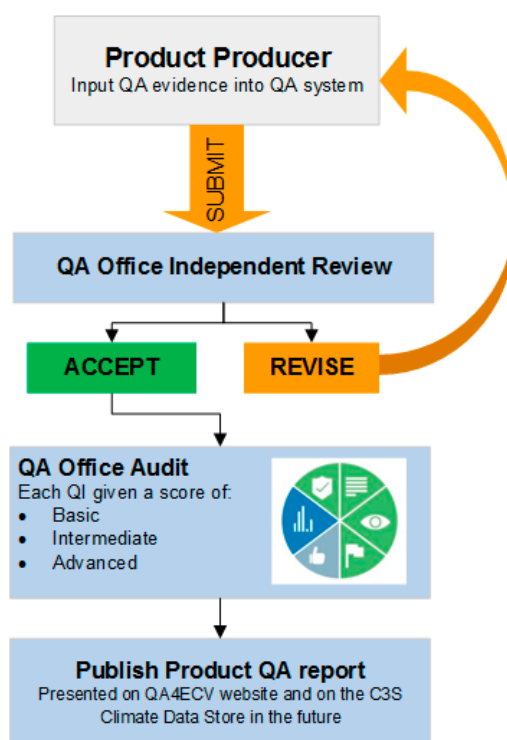 Product Producer
Input QA evidence into QA system
SUBMIT
QA Office Independent Review
ACCEPT
REVISE
QA Office Audit
Each QI given a score of:
• Basic
• Intermediate
• Advanced
Publish Product QA report
Presented on QA4ECV website and on the C3S
Climate Data Store in the future